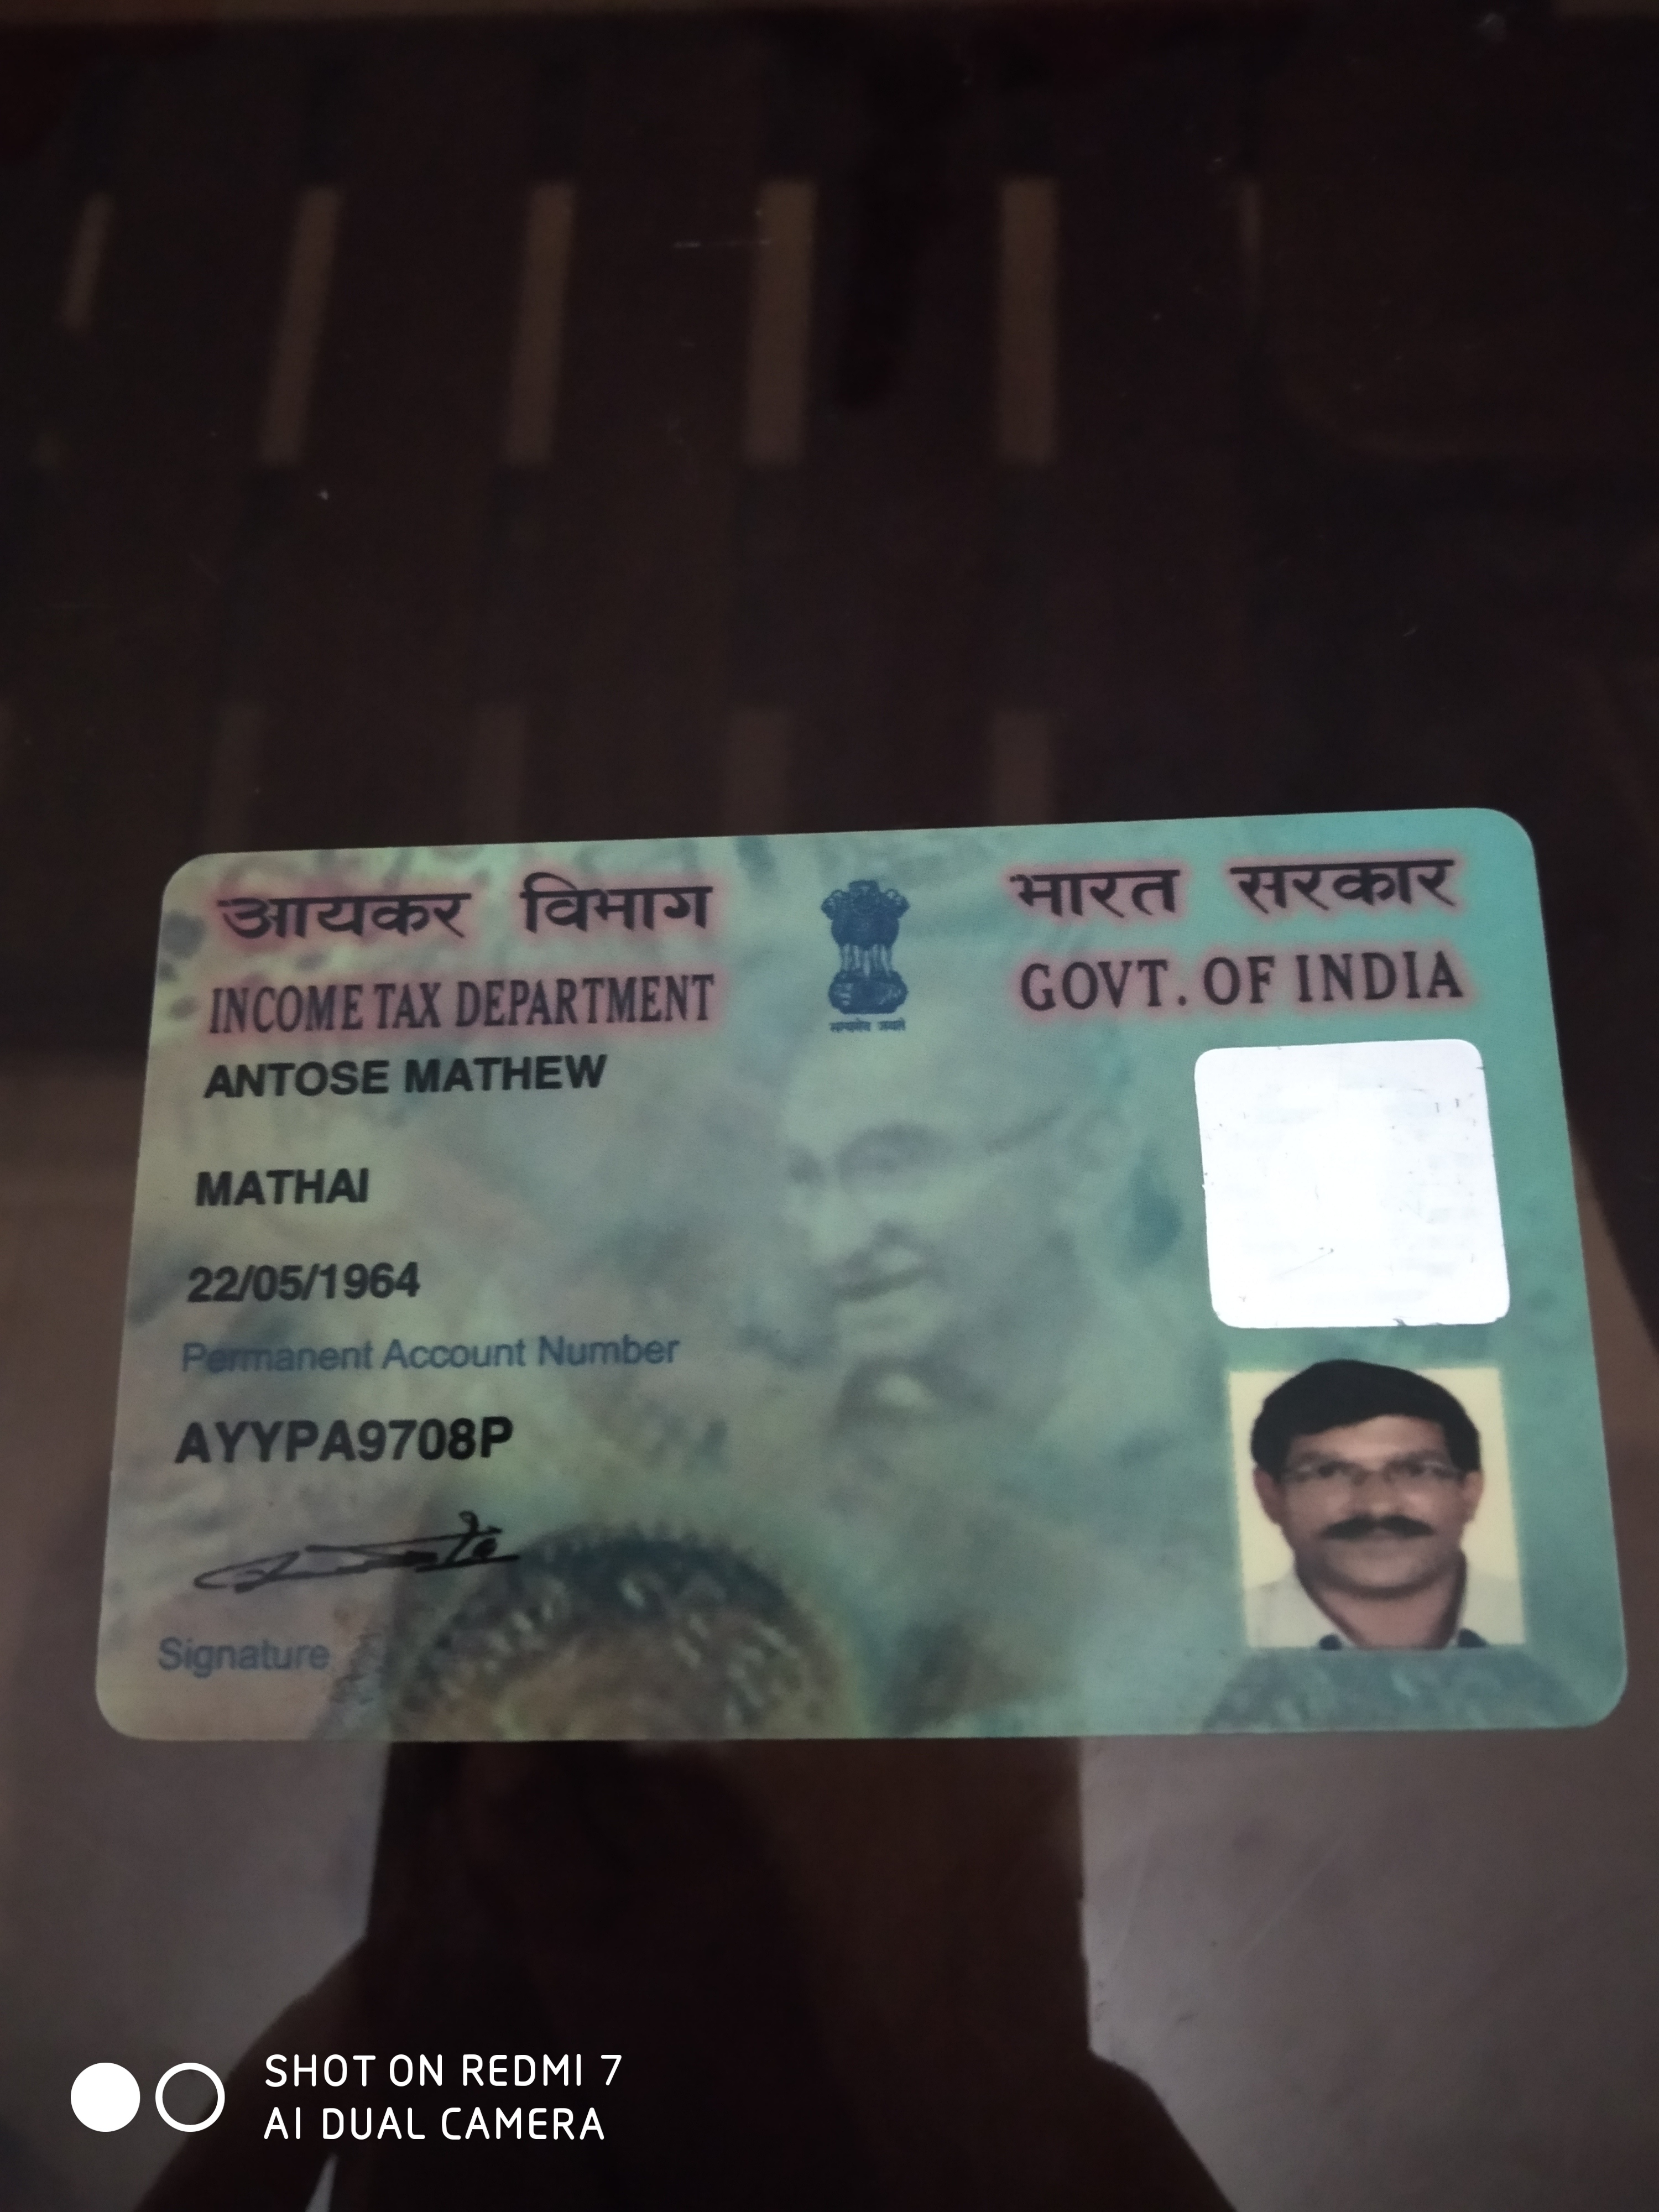 आयकर विभाग
INCOME TAX DEPARTMENT
भारत सरकार
GOVT. OF INDIA
सत्यमेव जयते
ANTOSE MATHEW
MATHAI
22/05/1964
Permanent Account Number
AYYPA9708P
Signature
SHOT ON REDMI 7
AI DUAL CAMERA